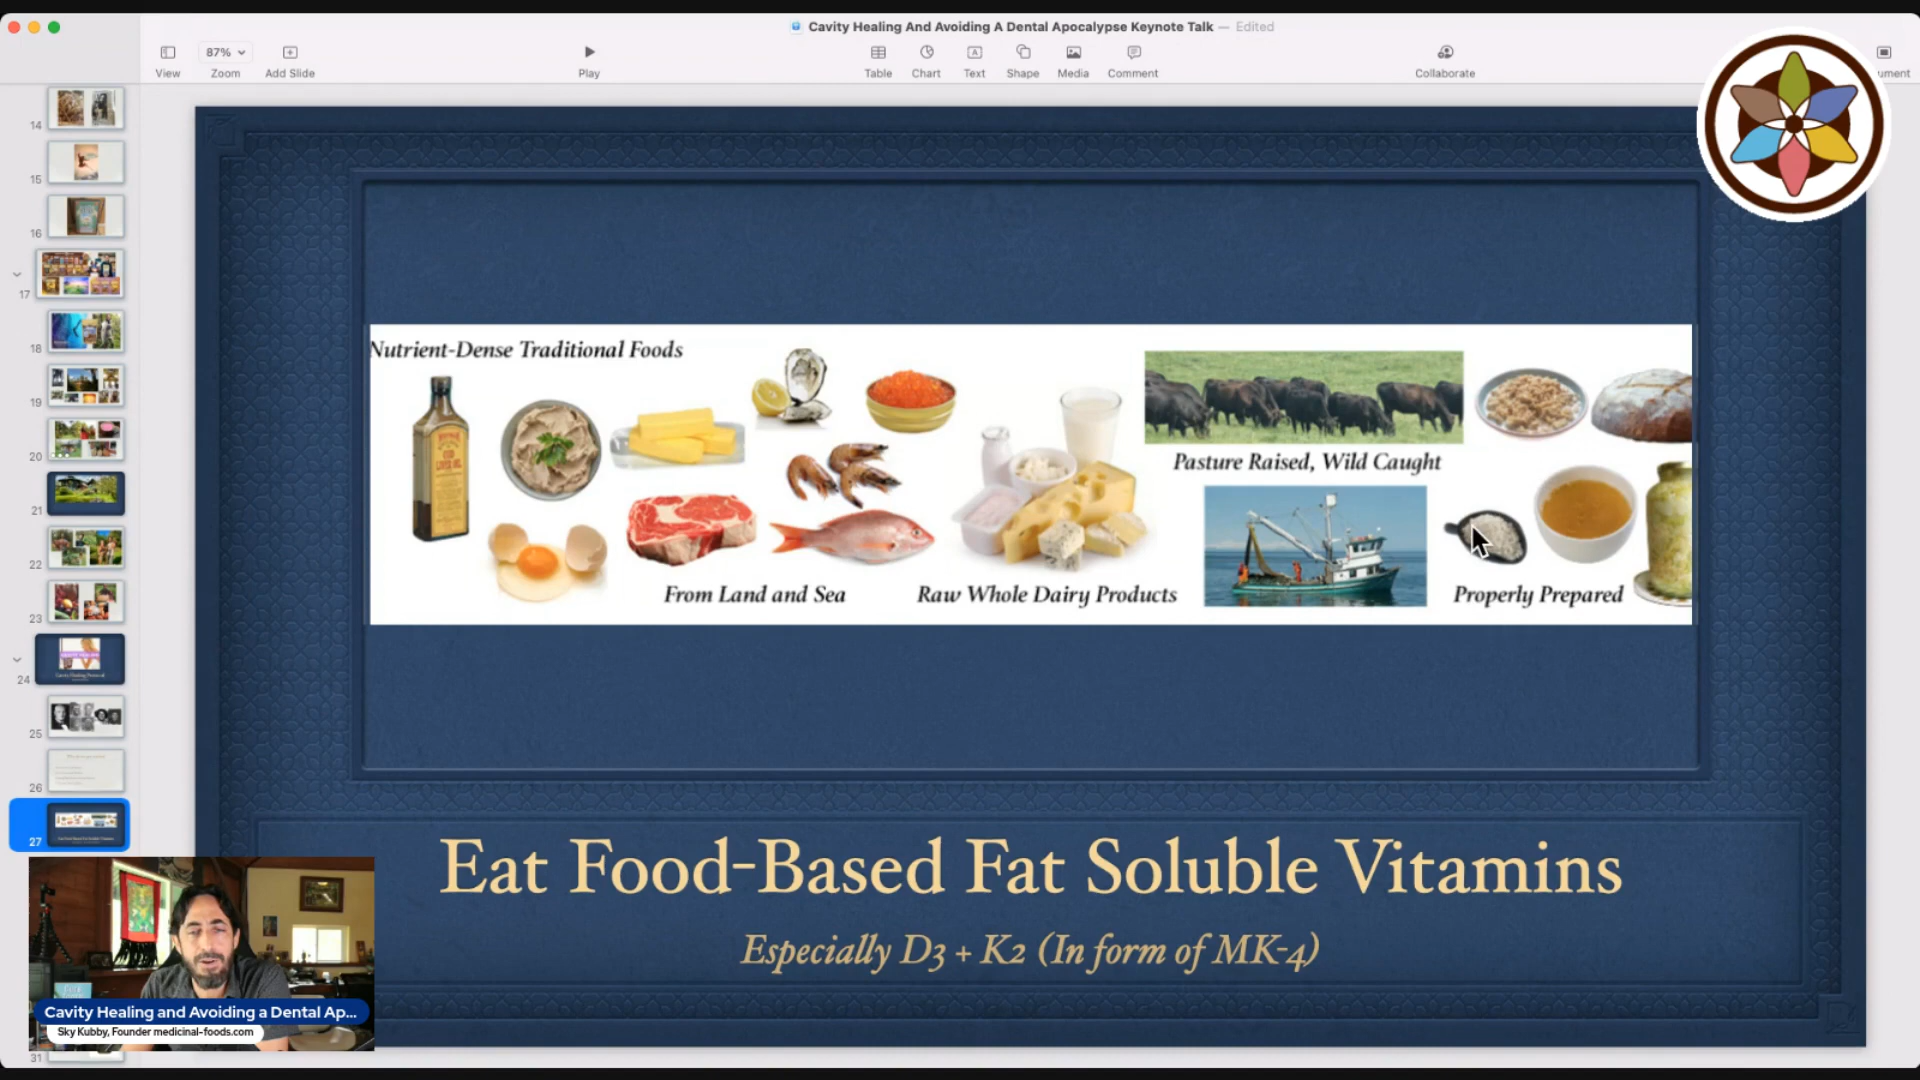 Cavity Healing And Avoiding A Dental Apocalypse Keynote Talk — Edited
87%
View
Zoom
Add Slide
Play
Table
Chart
Text
Shape
Media
Comment
Collaborate
ument
14
15
16
17
18
19
20
21
22
23
24
25
26
27
31
Nutrient-Dense Traditional Foods
Pasture Raised, Wild Caught
From Land and Sea
Raw Whole Dairy Products
Properly Prepared
COD
LIVER OIL
Eat Food-Based Fat Soluble Vitamins
Especially D3 + K2 (In form of MK-4)
Cavity Healing and Avoiding a Dental Ap...
Sky Kubby, Founder medicinal-foods.com